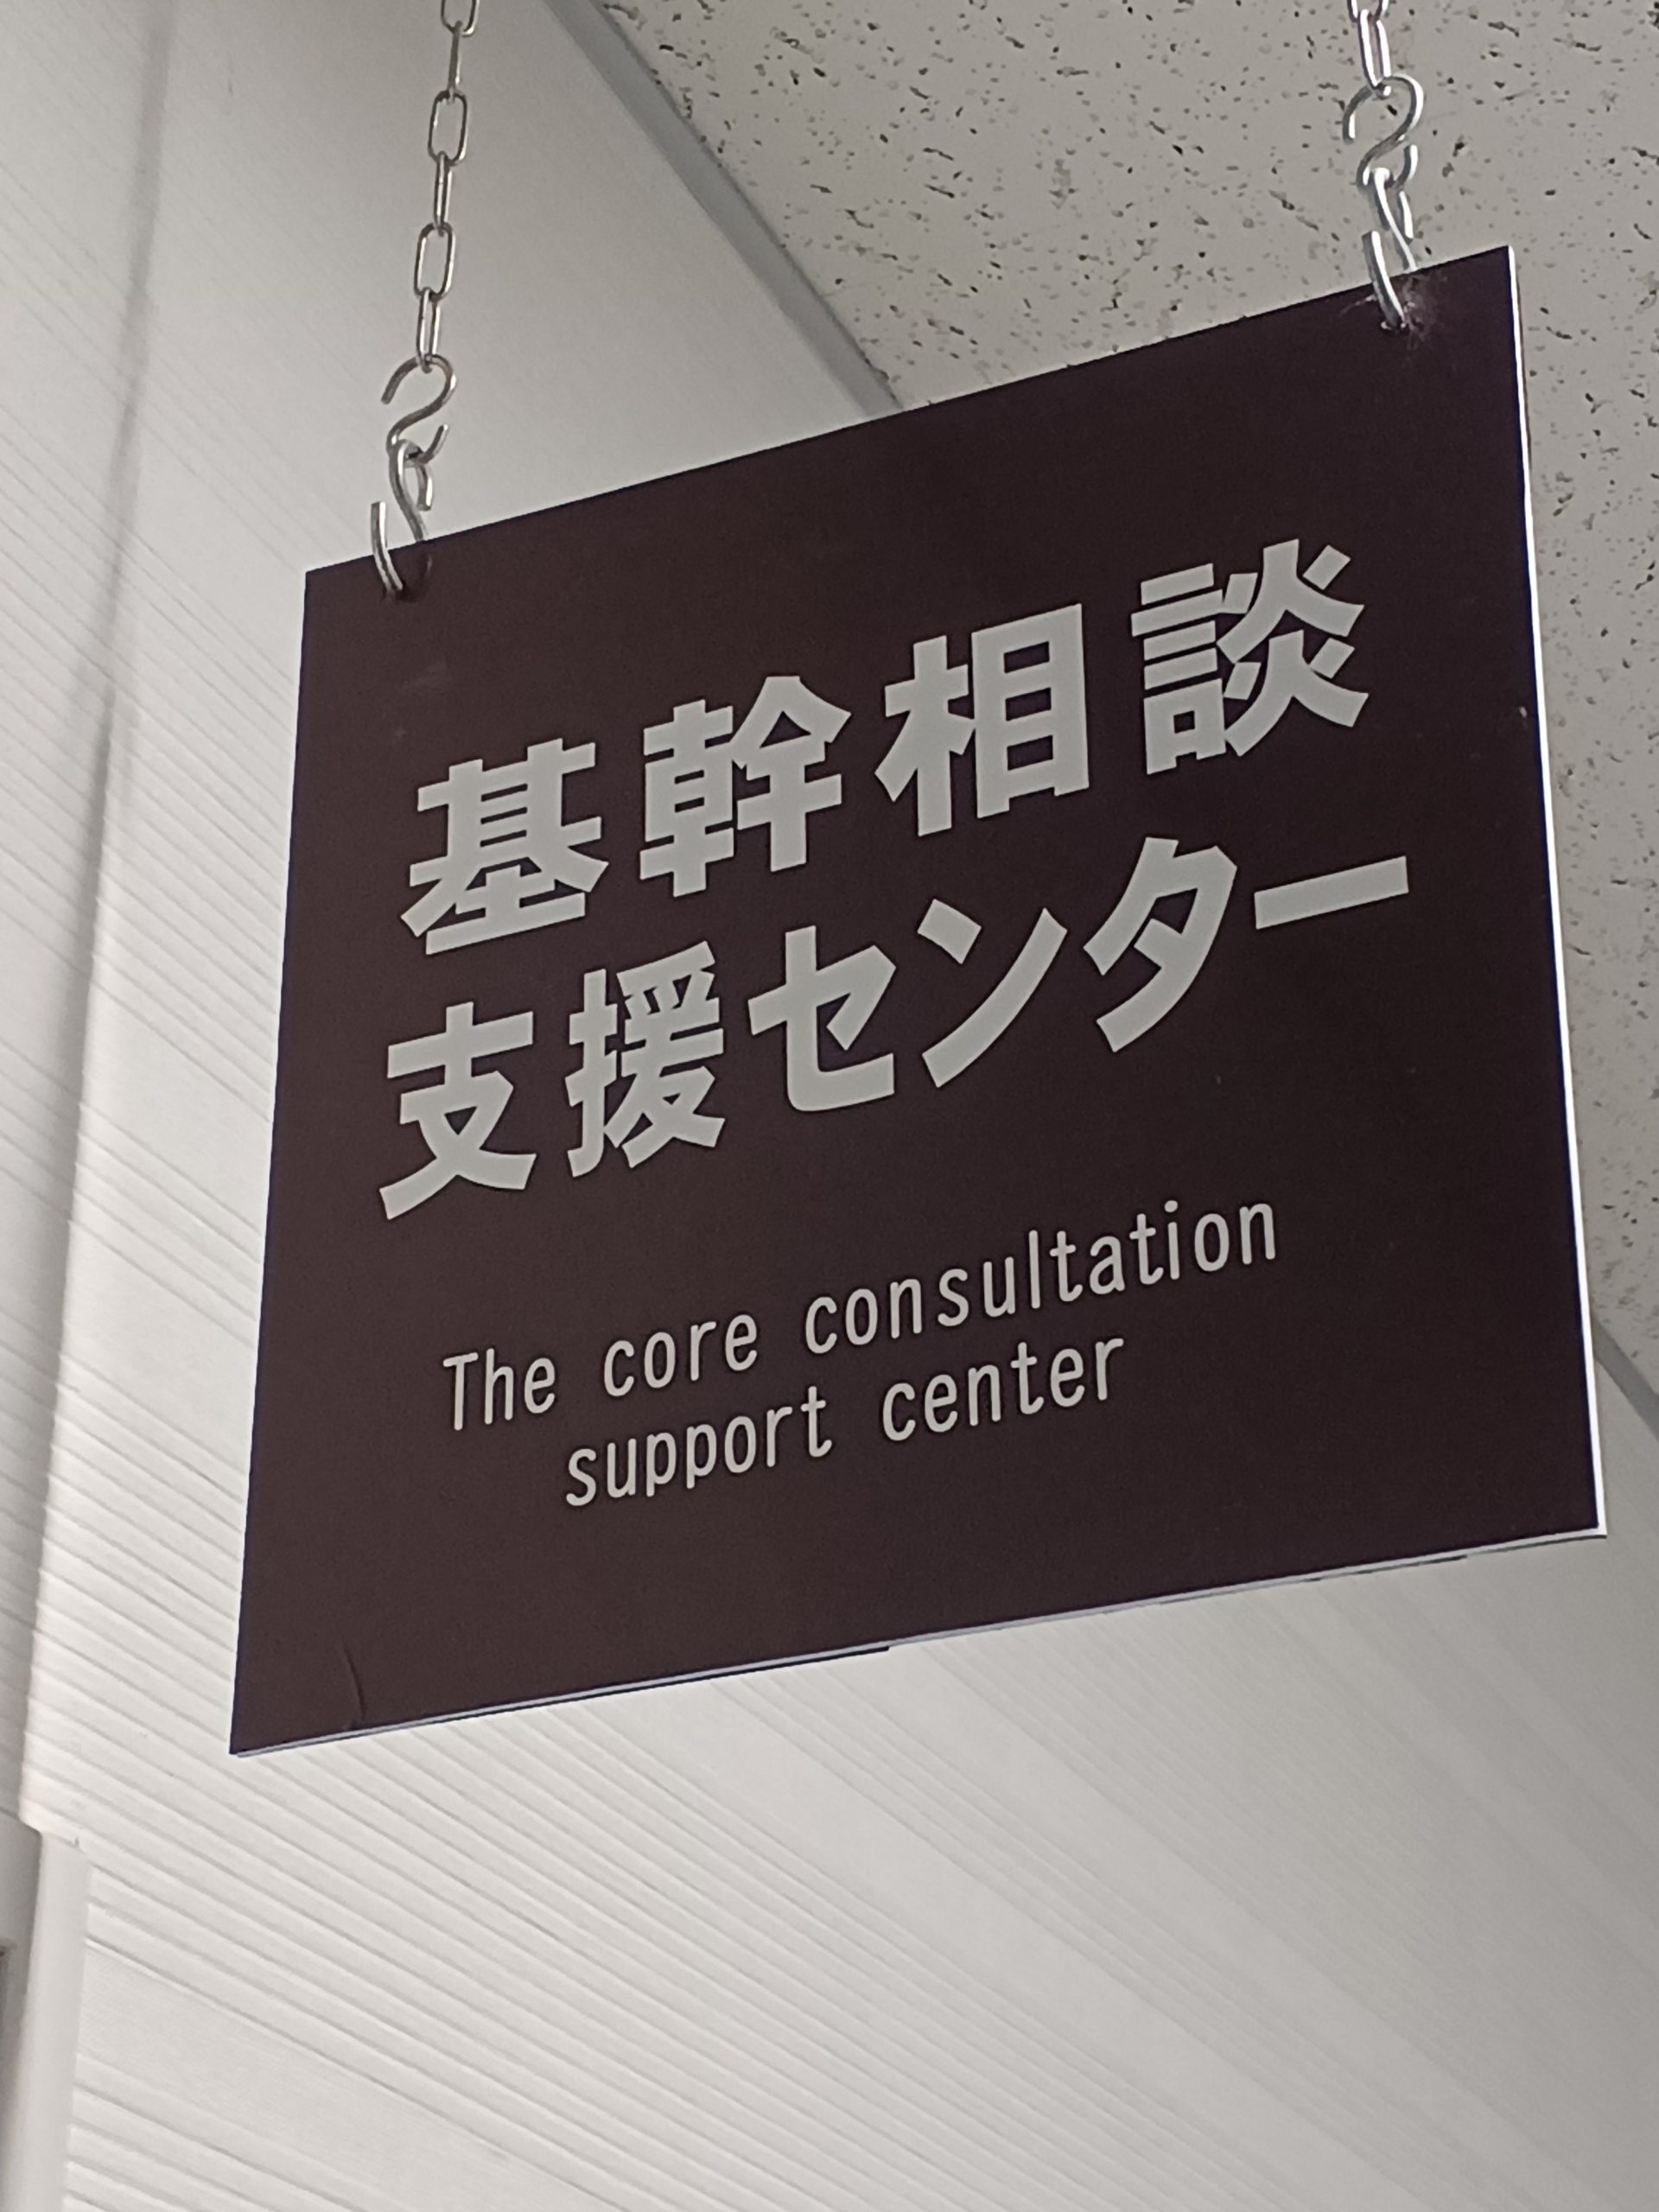 基幹相談
支援センター
The core consultation
support center